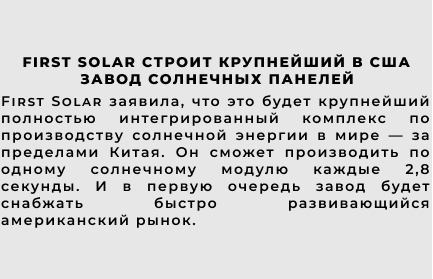 FIRST SOLAR СТРОИТ КРУПНЕЙШИЙ В США
ЗАВОД СОЛНЕЧНЫХ ПАНЕЛЕЙ
First Solar заявила, что это будет крупнейший
полностью интегрированный комплекс по
производству солнечной энергии в мире — за
пределами Китая. Он сможет производить по
одному солнечному модулю каждые 2,8
секунды. И в первую очередь завод будет
снабжать быстро развивающийся
американский рынок.